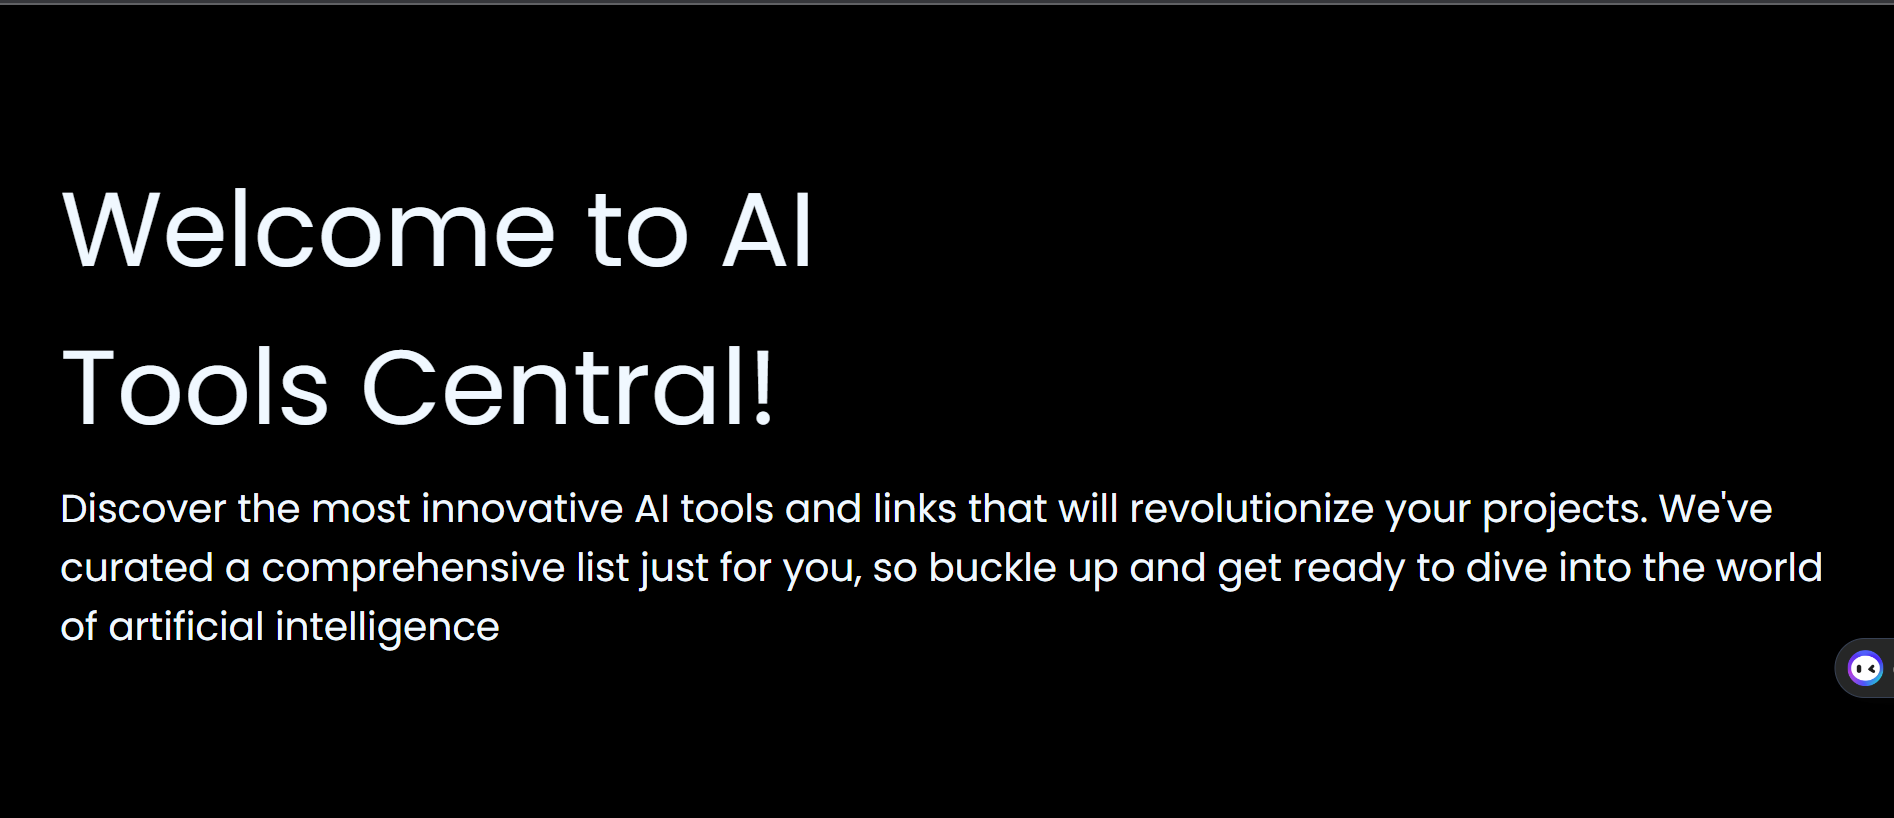 Welcome to AI
Tools Central!
Discover the most innovative AI tools and links that will revolutionize your projects. We've
curated a comprehensive list just for you, so buckle up and get ready to dive into the world
of artificial intelligence